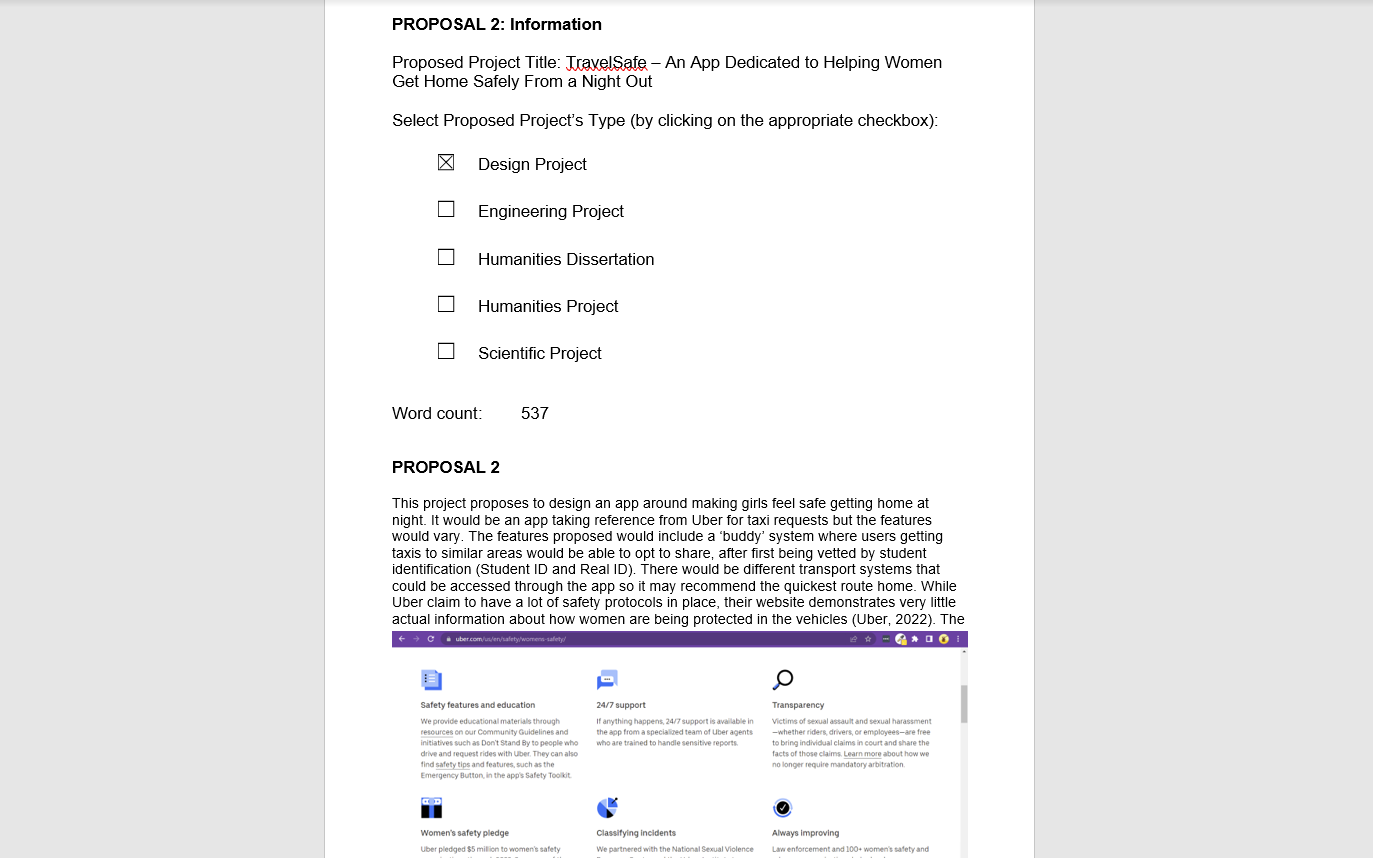 PROPOSAL 2: Information
Proposed Project Title: TravelSafe – An App Dedicated to Helping Women
Get Home Safely From a Night Out
Select Proposed Project's Type (by clicking on the appropriate checkbox):
Design Project
Engineering Project
Humanities Dissertation
Humanities Project
Scientific Project
Word count: 537
PROPOSAL 2
This project proposes to design an app around making girls feel safe getting home at
night. It would be an app taking reference from Uber for taxi requests but the features
would vary. The features proposed would include a 'buddy' system where users getting
taxis to similar areas would be able to opt to share, after first being vetted by student
identification (Student ID and Real ID). There would be different transport systems that
could be accessed through the app so it may recommend the quickest route home. While
Uber claim to have a lot of safety protocols in place, their website demonstrates very little
actual information about how women are being protected in the vehicles (Uber, 2022). The
uber.com/us/en/safety/womens-safety/
Safety features and education
We provide educational materials through
resources on our Community Guidelines and
initiatives such as Don't Stand By to people who
drive and request rides with Uber. They can also
find safety tips and features, such as the
Emergency Button, in the app's Safety Toolkit.
24/7 support
If anything happens, 24/7 support is available in
the app from a specialized team of Uber agents
who are trained to handle sensitive reports.
Transparency
Victims of sexual assault and sexual harassment
—whether riders, drivers, or employees—are free
to bring individual claims in court and share the
facts of those claims. Learn more about how we
no longer require mandatory arbitration.
Women's safety pledge
Uber pledged $5 million to women's safety
Classifying incidents
We partnered with the National Sexual Violence
Always improving
Law enforcement and 100+ women's safety and